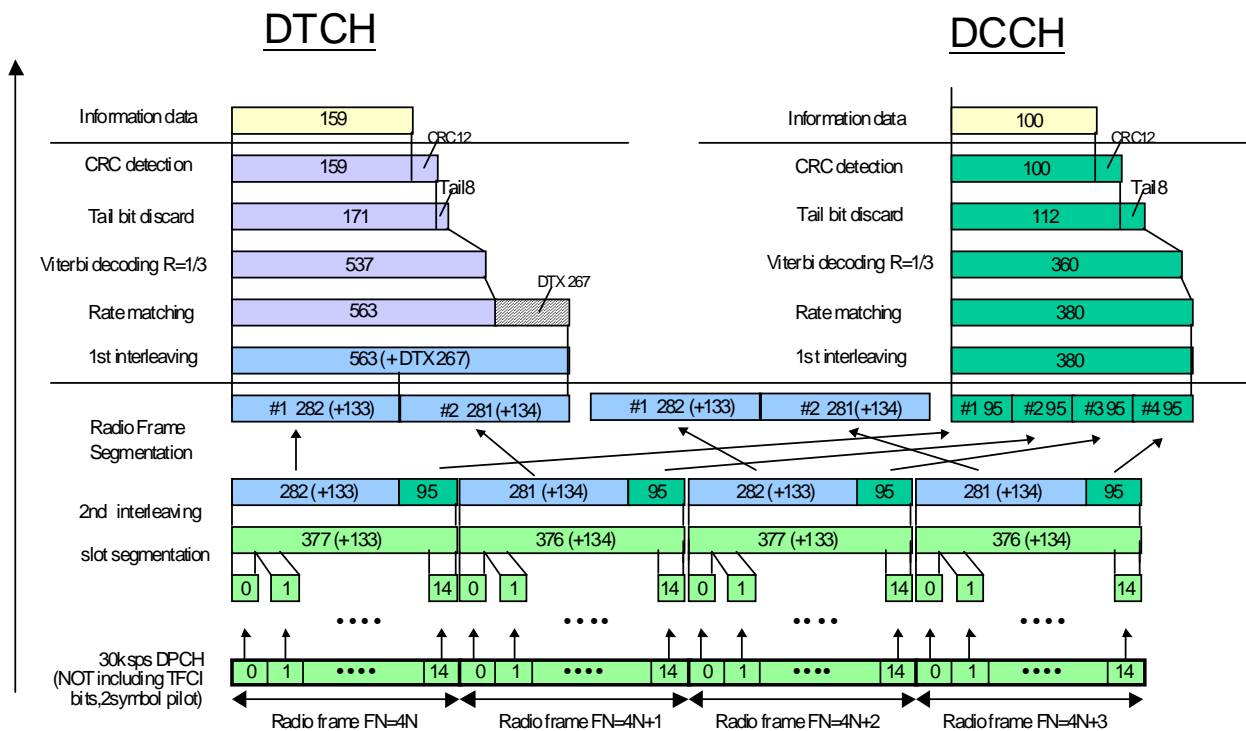 DTCH
DCCH
Information data
159
Information data
100
CRC12
CRC12
CRC detection
159
CRC detection
100
Tail8
Tail8
Tail bit discard
171
Tail bit discard
112
Viterbi decoding R=1/3
537
Viterbi decoding R=1/3
360
DTX 267
Rate matching
563
Rate matching
380
1st interleaving
563 (+ DTX 267)
1st interleaving
380
Radio Frame
Segmentation
#1 282 (+133)
#2 281 (+134)
#1 282 (+133)
#2 281(+134)
#1 95
#2 95
#3 95
#4 95
2nd interleaving
282 (+133)
95
281 (+134)
95
282 (+133)
95
281 (+134)
95
slot segmentation
377 (+133)
376 (+134)
377 (+133)
376 (+134)
0
1
14
0
1
14
0
1
14
0
1
14
••••
••••
••••
••••
30ksps DPCH
(NOT including TFCI
bits,2symbol pilot)
0
1
••••
14
0
1
••••
14
0
1
••••
14
0
1
••••
14
Radio frame FN=4N
Radio frame FN=4N+1
Radio frame FN=4N+2
Radio frame FN=4N+3